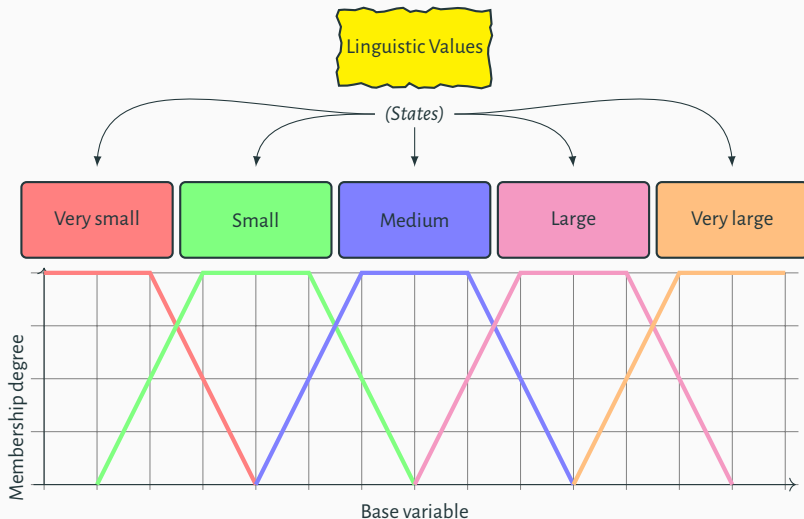 Linguistic Values
(States)
Very small
Small
Medium
Large
Very large
Membership degree
Base variable